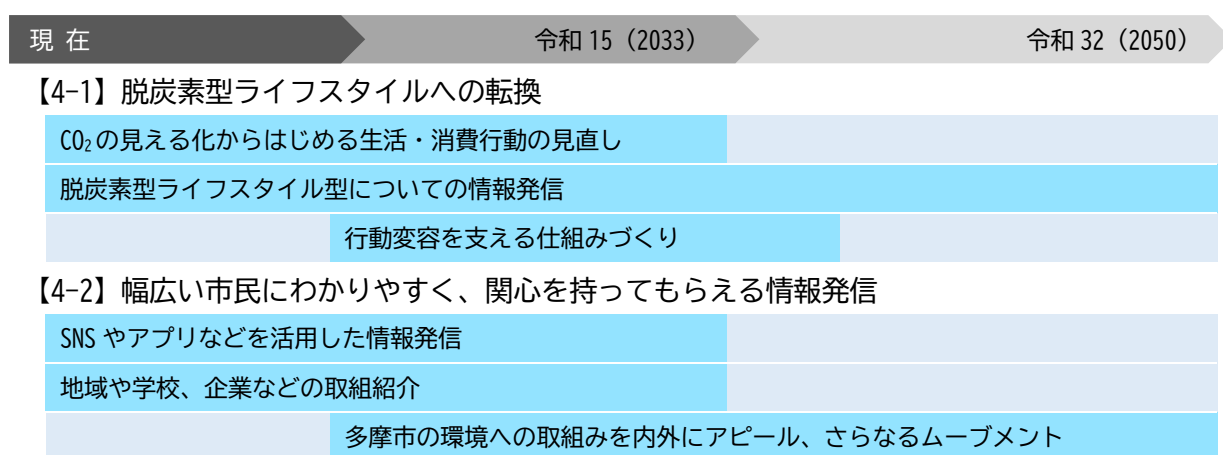 現 在 令和 15（2033） 令和 32（2050）
【4-1】脱炭素型ライフスタイルへの転換
CO₂の見える化からはじめる生活・消費行動の見直し
脱炭素型ライフスタイル型についての情報発信
行動変容を支える仕組みづくり
【4-2】幅広い市民にわかりやすく、関心を持ってもらえる情報発信
SNS やアプリなどを活用した情報発信
地域や学校、企業などの取組紹介
多摩市の環境への取組みを内外にアピール、さらなるムーブメント